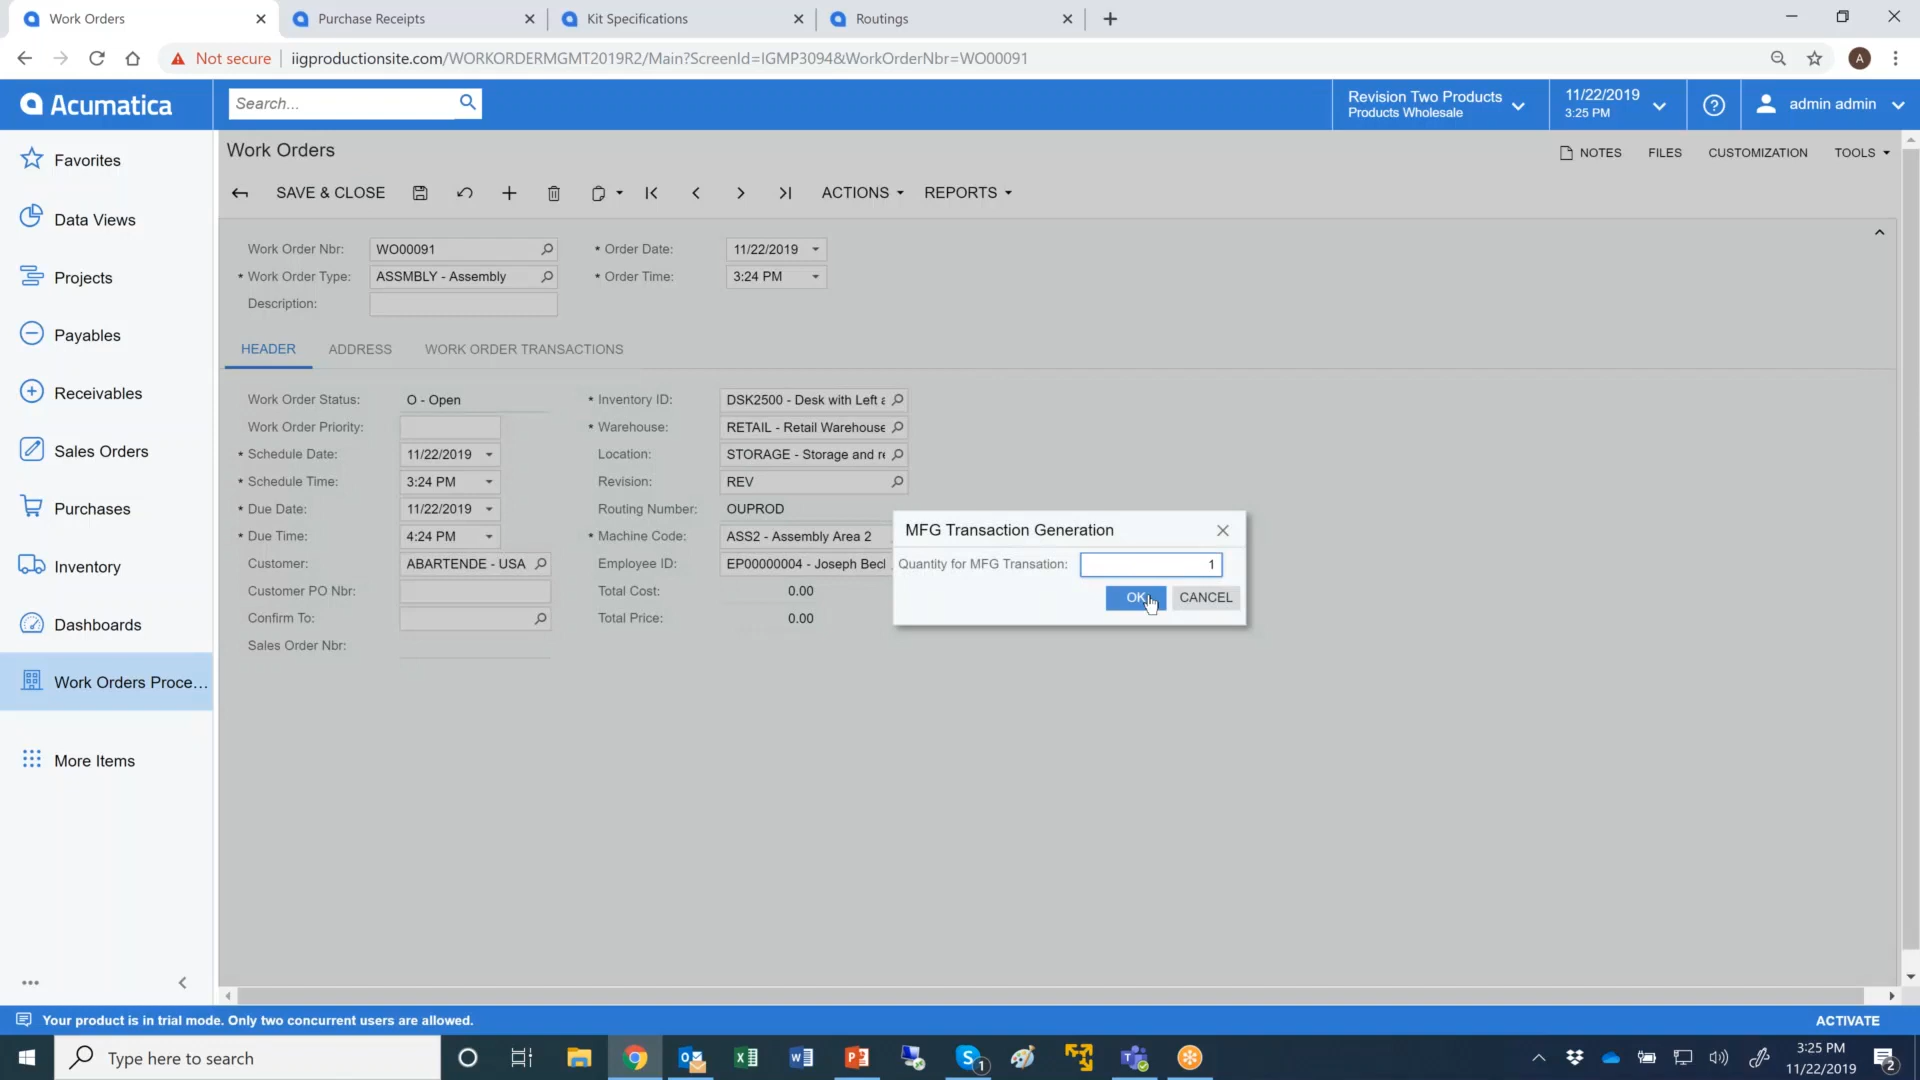 Work Orders
Purchase Receipts
Kit Specifications
Routings
Not secure
iigproductionsite.com/WORKORDERMGMT2019R2/Main?ScreenId=IGMP3094&WorkOrderNbr=WO00091
A
Acumatica
Search...
Revision Two Products
Products Wholesale
11/22/2019
3:25 PM
admin admin
Favorites
Data Views
Projects
Payables
Receivables
Sales Orders
Purchases
Inventory
Dashboards
Work Orders Proce...
More Items
Work Orders
NOTES
FILES
CUSTOMIZATION
TOOLS
SAVE & CLOSE
ACTIONS
REPORTS
Work Order Nbr: WO00091
* Order Date: 11/22/2019
* Work Order Type: ASSMBLY - Assembly
* Order Time: 3:24 PM
Description:
HEADER
ADDRESS
WORK ORDER TRANSACTIONS
Work Order Status: O - Open
* Inventory ID: DSK2500 - Desk with Left
Work Order Priority:
* Warehouse: RETAIL - Retail Warehouse
* Schedule Date: 11/22/2019
Location: STORAGE - Storage and
* Schedule Time: 3:24 PM
Revision: REV
* Due Date: 11/22/2019
Routing Number: OUPROD
* Due Time: 4:24 PM
* Machine Code: ASS2 - Assembly Area 2
Customer: ABARTENDE - USA
Employee ID: EP00000004 - Joseph Becl
Customer PO Nbr:
Total Cost: 0.00
Confirm To:
Total Price: 0.00
Sales Order Nbr:
MFG Transaction Generation
Quantity for MFG Transation: 1
OK
CANCEL
Your product is in trial mode. Only two concurrent users are allowed.
ACTIVATE
Type here to search
1
3:25 PM
11/22/2019
2